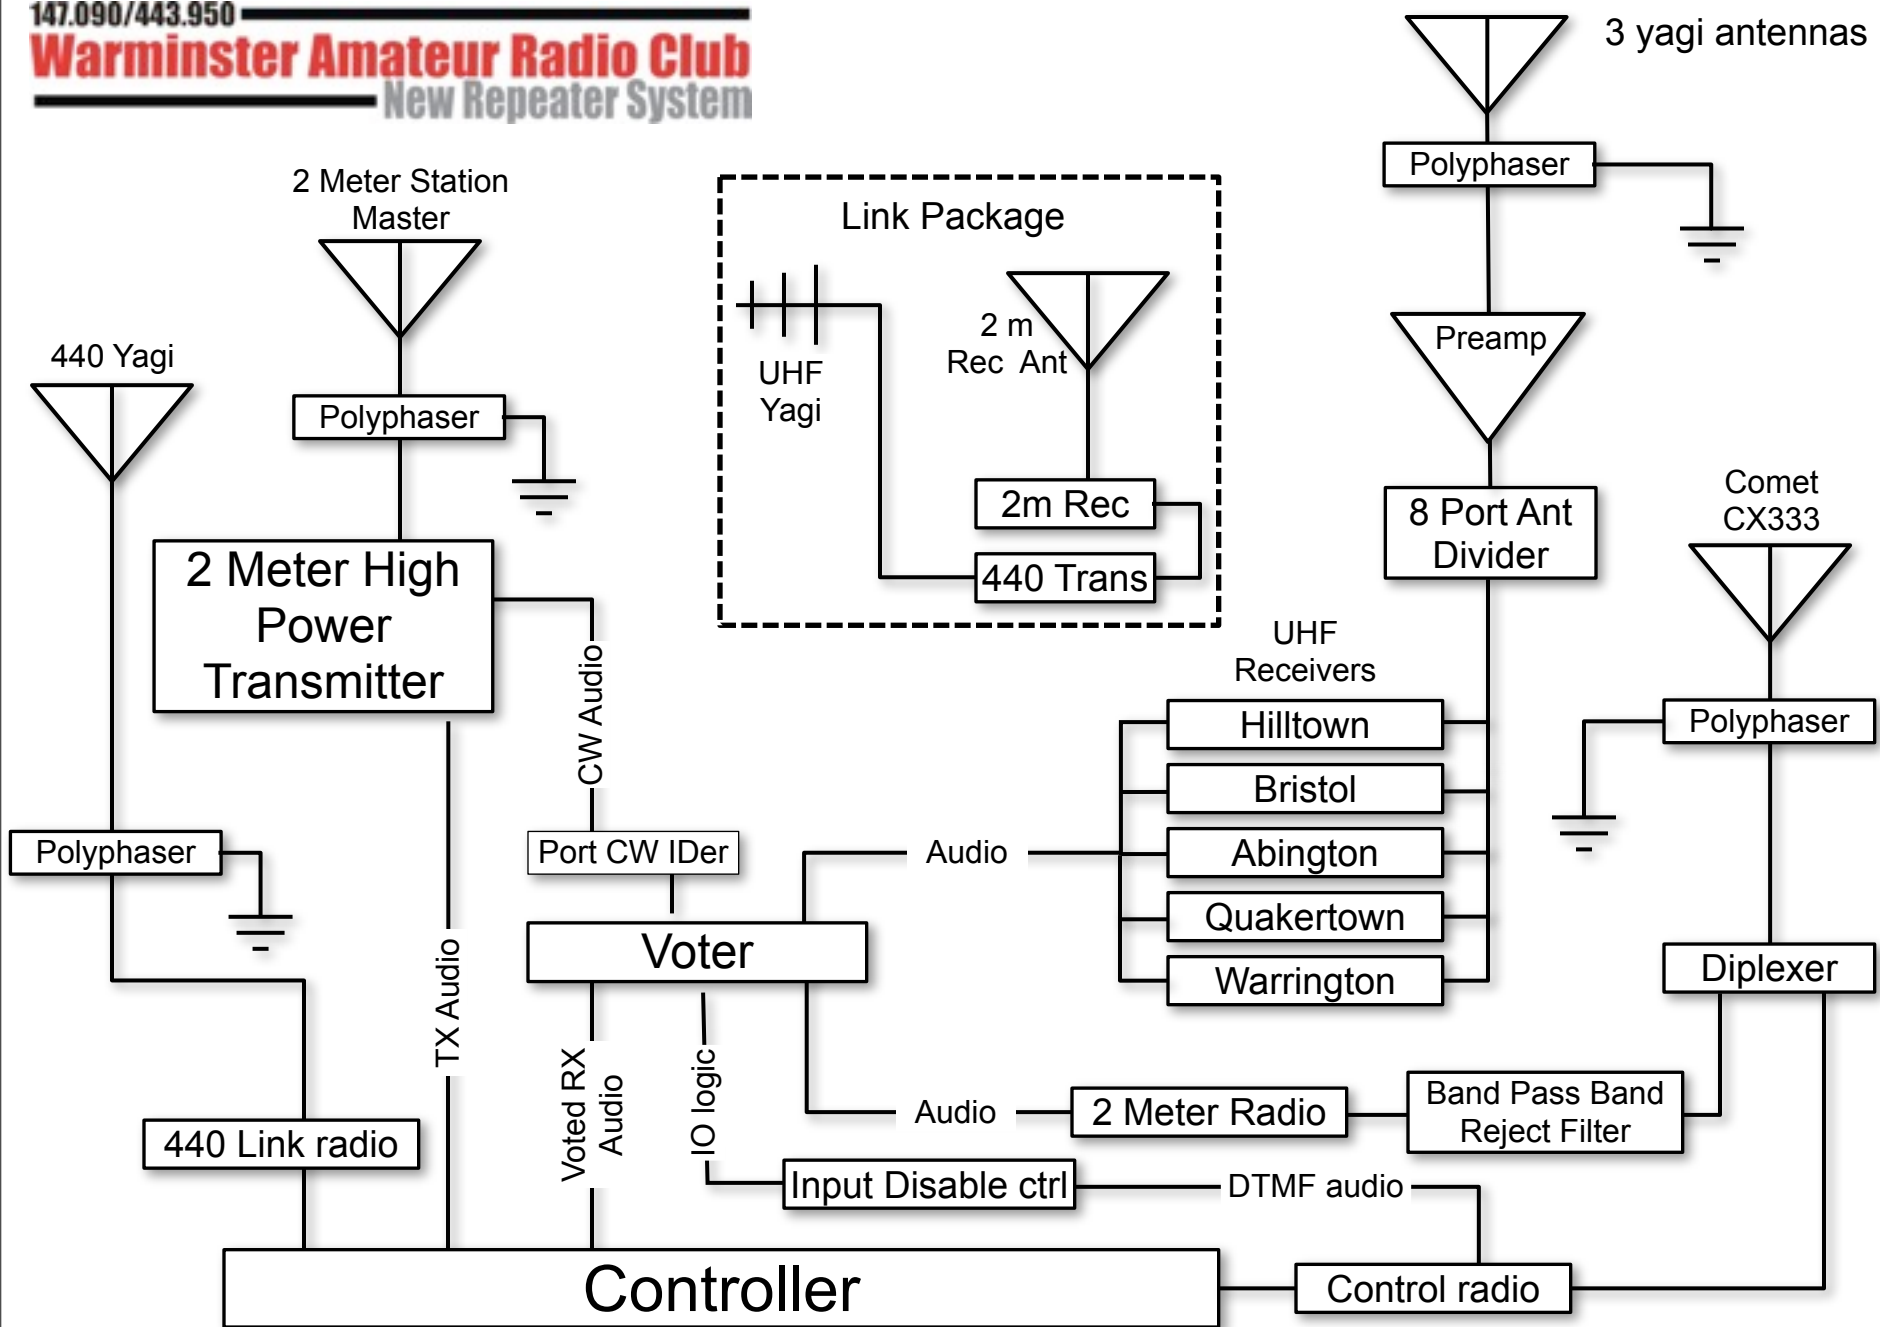 147.090/443.950
Warminster Amateur Radio Club
New Repeater System
3 yagi antennas
Polyphaser
2 Meter Station
Master
Link Package
2 m
Rec Ant
UHF
Yagi
2m Rec
440 Trans
Preamp
440 Yagi
Polyphaser
8 Port Ant
Divider
Comet
CX333
2 Meter High
Power
Transmitter
CW Audio
UHF
Receivers
Hilltown
Bristol
Abington
Quakertown
Warrington
Polyphaser
Polyphaser
Port CW IDer
Audio
Voter
Diplexer
TX Audio
Voted RX
Audio
IO logic
Audio
2 Meter Radio
Band Pass Band
Reject Filter
440 Link radio
Input Disable ctrl
DTMF audio
Controller
Control radio